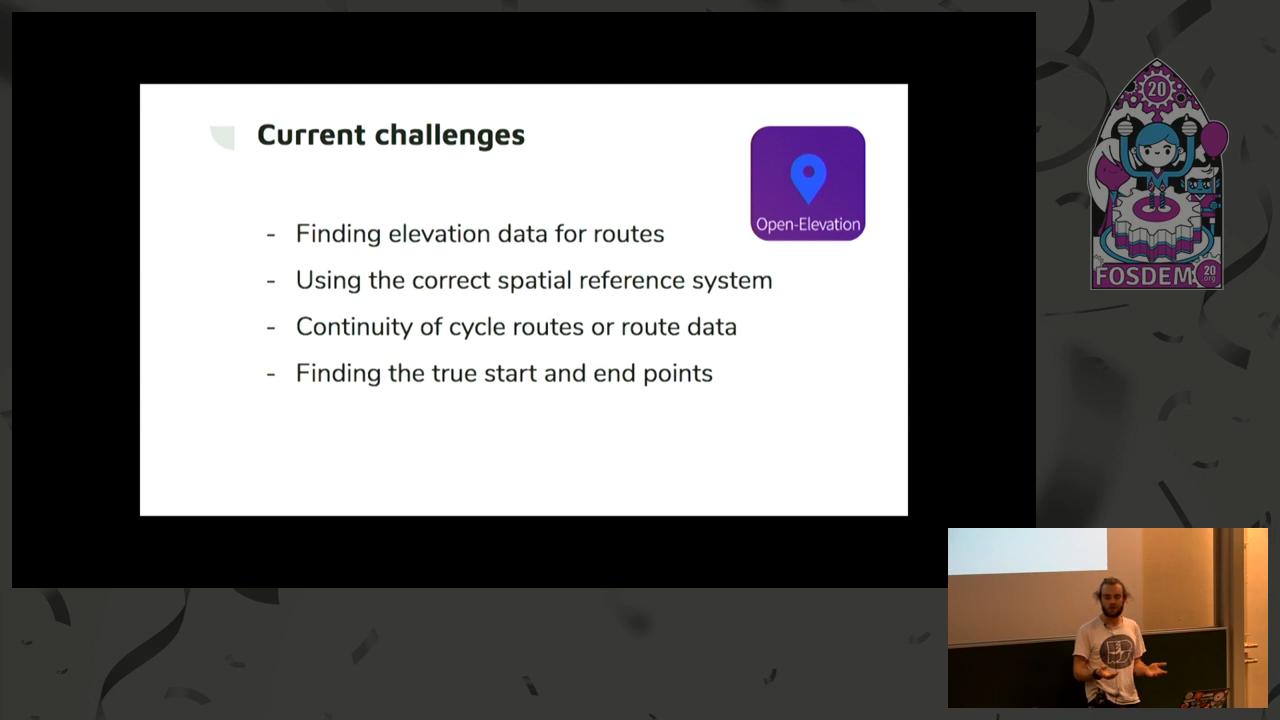 Current challenges
Open-Elevation
- Finding elevation data for routes
- Using the correct spatial reference system
- Continuity of cycle routes or route data
- Finding the true start and end points
20
FOSDEM
20
.org